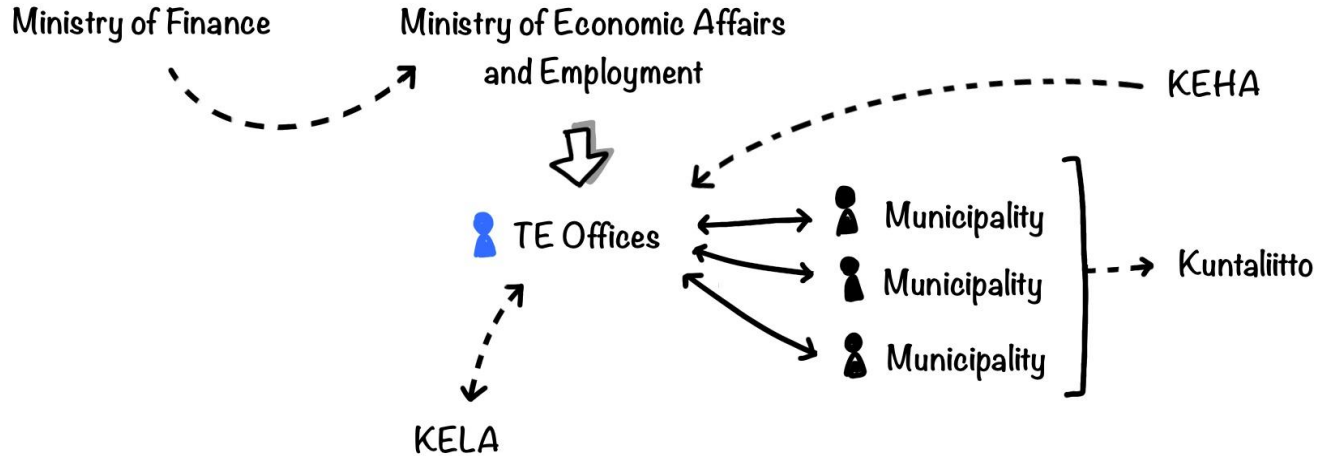 Ministry of Finance
Ministry of Economic Affairs
and Employment
KEHA
TE Offices
Municipality
Municipality
Municipality
Kuntaliitto
KELA